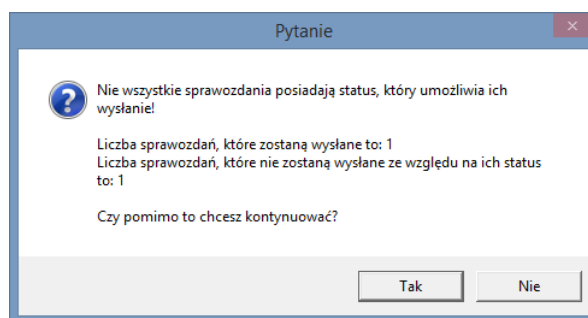 Pytanie
Nie wszystkie sprawozdania posiadają status, który umożliwia ich
wysłanie!
Liczba sprawozdań, które zostaną wysłane to: 1
Liczba sprawozdań, które nie zostaną wysłane ze względu na ich status
to: 1
Czy pomimo to chcesz kontynuować?
Tak
Nie